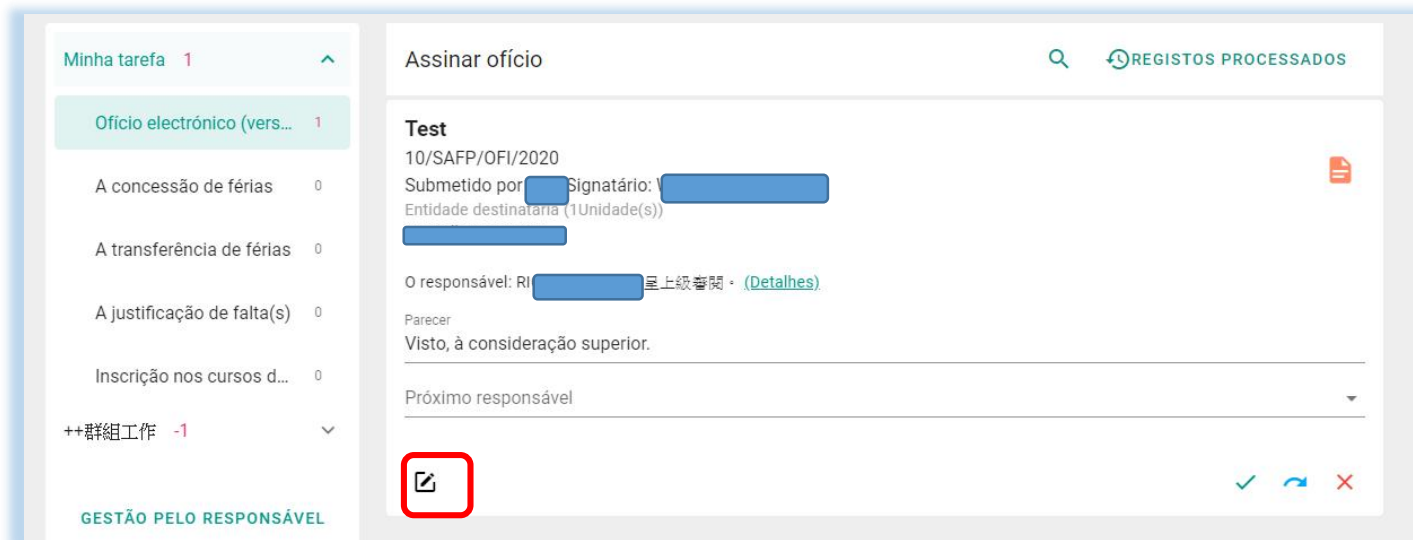 Minha tarefa 1
Ofício electrónico (vers... 1
A concessão de férias 0
A transferência de férias 0
A justificação de falta(s) 0
Inscrição nos cursos d... 0
++群組工作 -1
GESTÃO PELO RESPONSÁVEL
Assinar ofício
REGISTOS PROCESSADOS
Test
10/SAFP/OFI/2020
Submetido por Signatário:
Entidade destinatária (1Unidade(s))
O responsável: RI 呈上級審閱。 (Detalhes)
Parecer
Visto, à consideração superior.
Próximo responsável